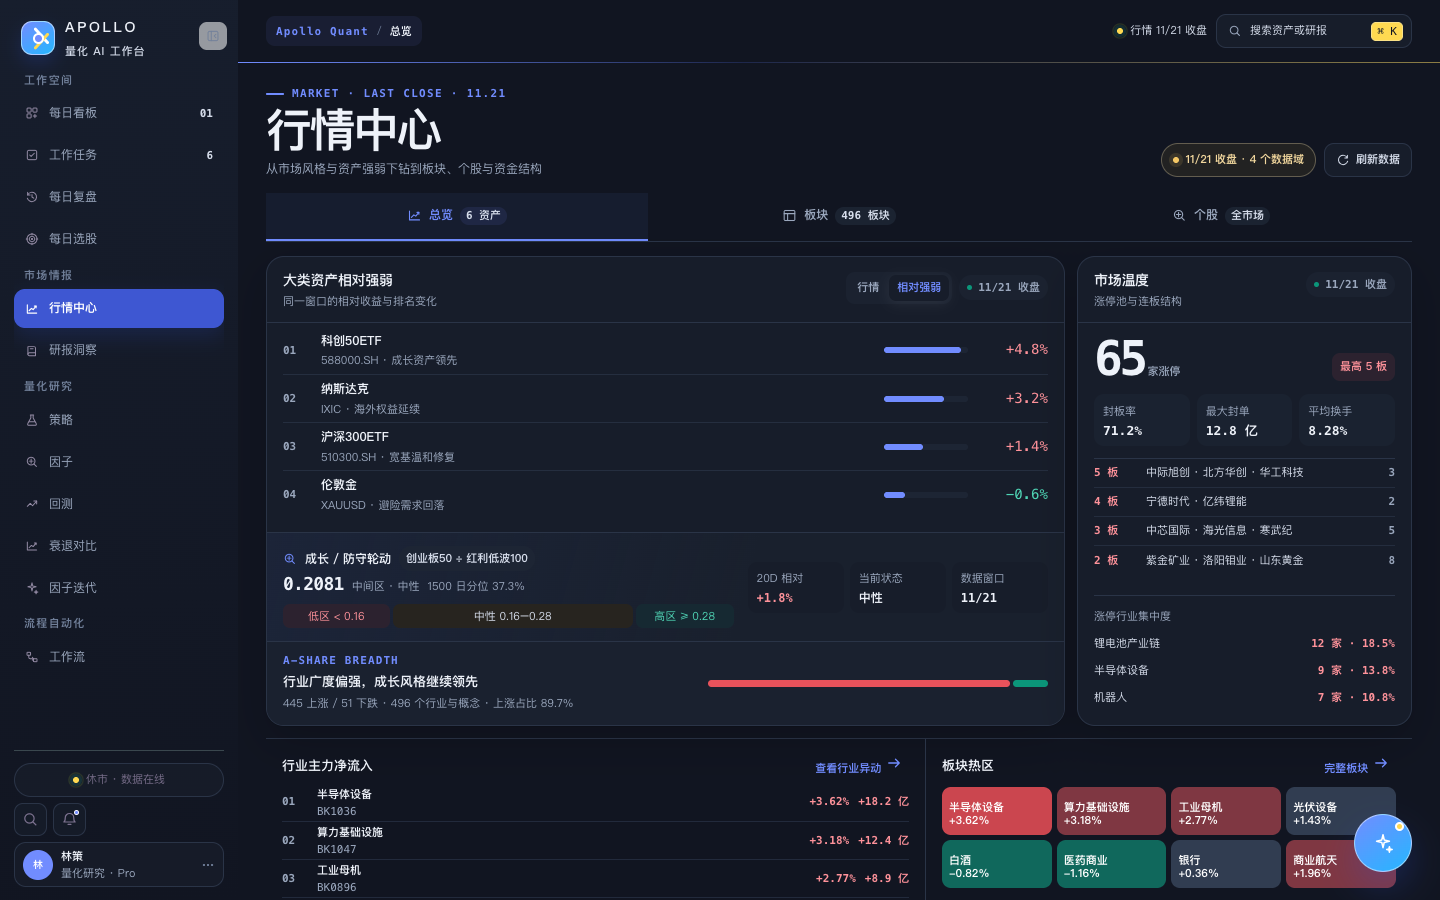 APOLLO
量化 AI 工作台
工作空间
每日看板 01
工作任务 6
每日复盘
每日选股
市场情报
行情中心
研报洞察
量化研究
策略
因子
回测
衰退对比
因子迭代
流程自动化
工作流
休市 · 数据在线
林
林策
量化研究 · Pro
Apollo Quant / 总览
行情 11/21 收盘
搜索资产或研报 ⌘ K
MARKET · LAST CLOSE · 11.21
行情中心
从市场风格与资产强弱下钻到板块、个股与资金结构
11/21 收盘 · 4 个数据域
刷新数据
总览 6 资产
板块 496 板块
个股 全市场
大类资产相对强弱
同一窗口的相对收益与排名变化
行情 相对强弱
11/21 收盘
01 科创50ETF +4.8%
588000.SH · 成长资产领先
02 纳斯达克 +3.2%
IXIC · 海外权益延续
03 沪深300ETF +1.4%
510300.SH · 宽基温和修复
04 伦敦金 −0.6%
XAUUSD · 避险需求回落
成长 / 防守轮动 创业板50 ÷ 红利低波100
0.2081 中间区 · 中性 1500 日分位 37.3%
低区 < 0.16 中性 0.16—0.28 高区 ≥ 0.28
20D 相对
+1.8%
当前状态
中性
数据窗口
11/21
A—SHARE BREADTH
行业广度偏强，成长风格继续领先
445 上涨 / 51 下跌 · 496 个行业与概念 · 上涨占比 89.7%
市场温度
涨停池与连板结构
11/21 收盘
65家涨停
最高 5 板
封板率
71.2%
最大封单
12.8 亿
平均换手
8.28%
5 板 中际旭创 · 北方华创 · 华工科技 3
4 板 宁德时代 · 亿纬锂能 2
3 板 中芯国际 · 海光信息 · 寒武纪 5
2 板 紫金矿业 · 洛阳钼业 · 山东黄金 8
涨停行业集中度
锂电池产业链 12 家 · 18.5%
半导体设备 9 家 · 13.8%
机器人 7 家 · 10.8%
行业主力净流入
查看行业异动
01 半导体设备 +3.62% +18.2 亿
BK1036
02 算力基础设施 +3.18% +12.4 亿
BK1047
03 工业母机 +2.77% +8.9 亿
BK0896
板块热区
完整板块
半导体设备
+3.62%
算力基础设施
+3.18%
工业母机
+2.77%
光伏设备
+1.43%
白酒
−0.82%
医药商业
−1.16%
银行
+0.36%
商业航天
+1.96%